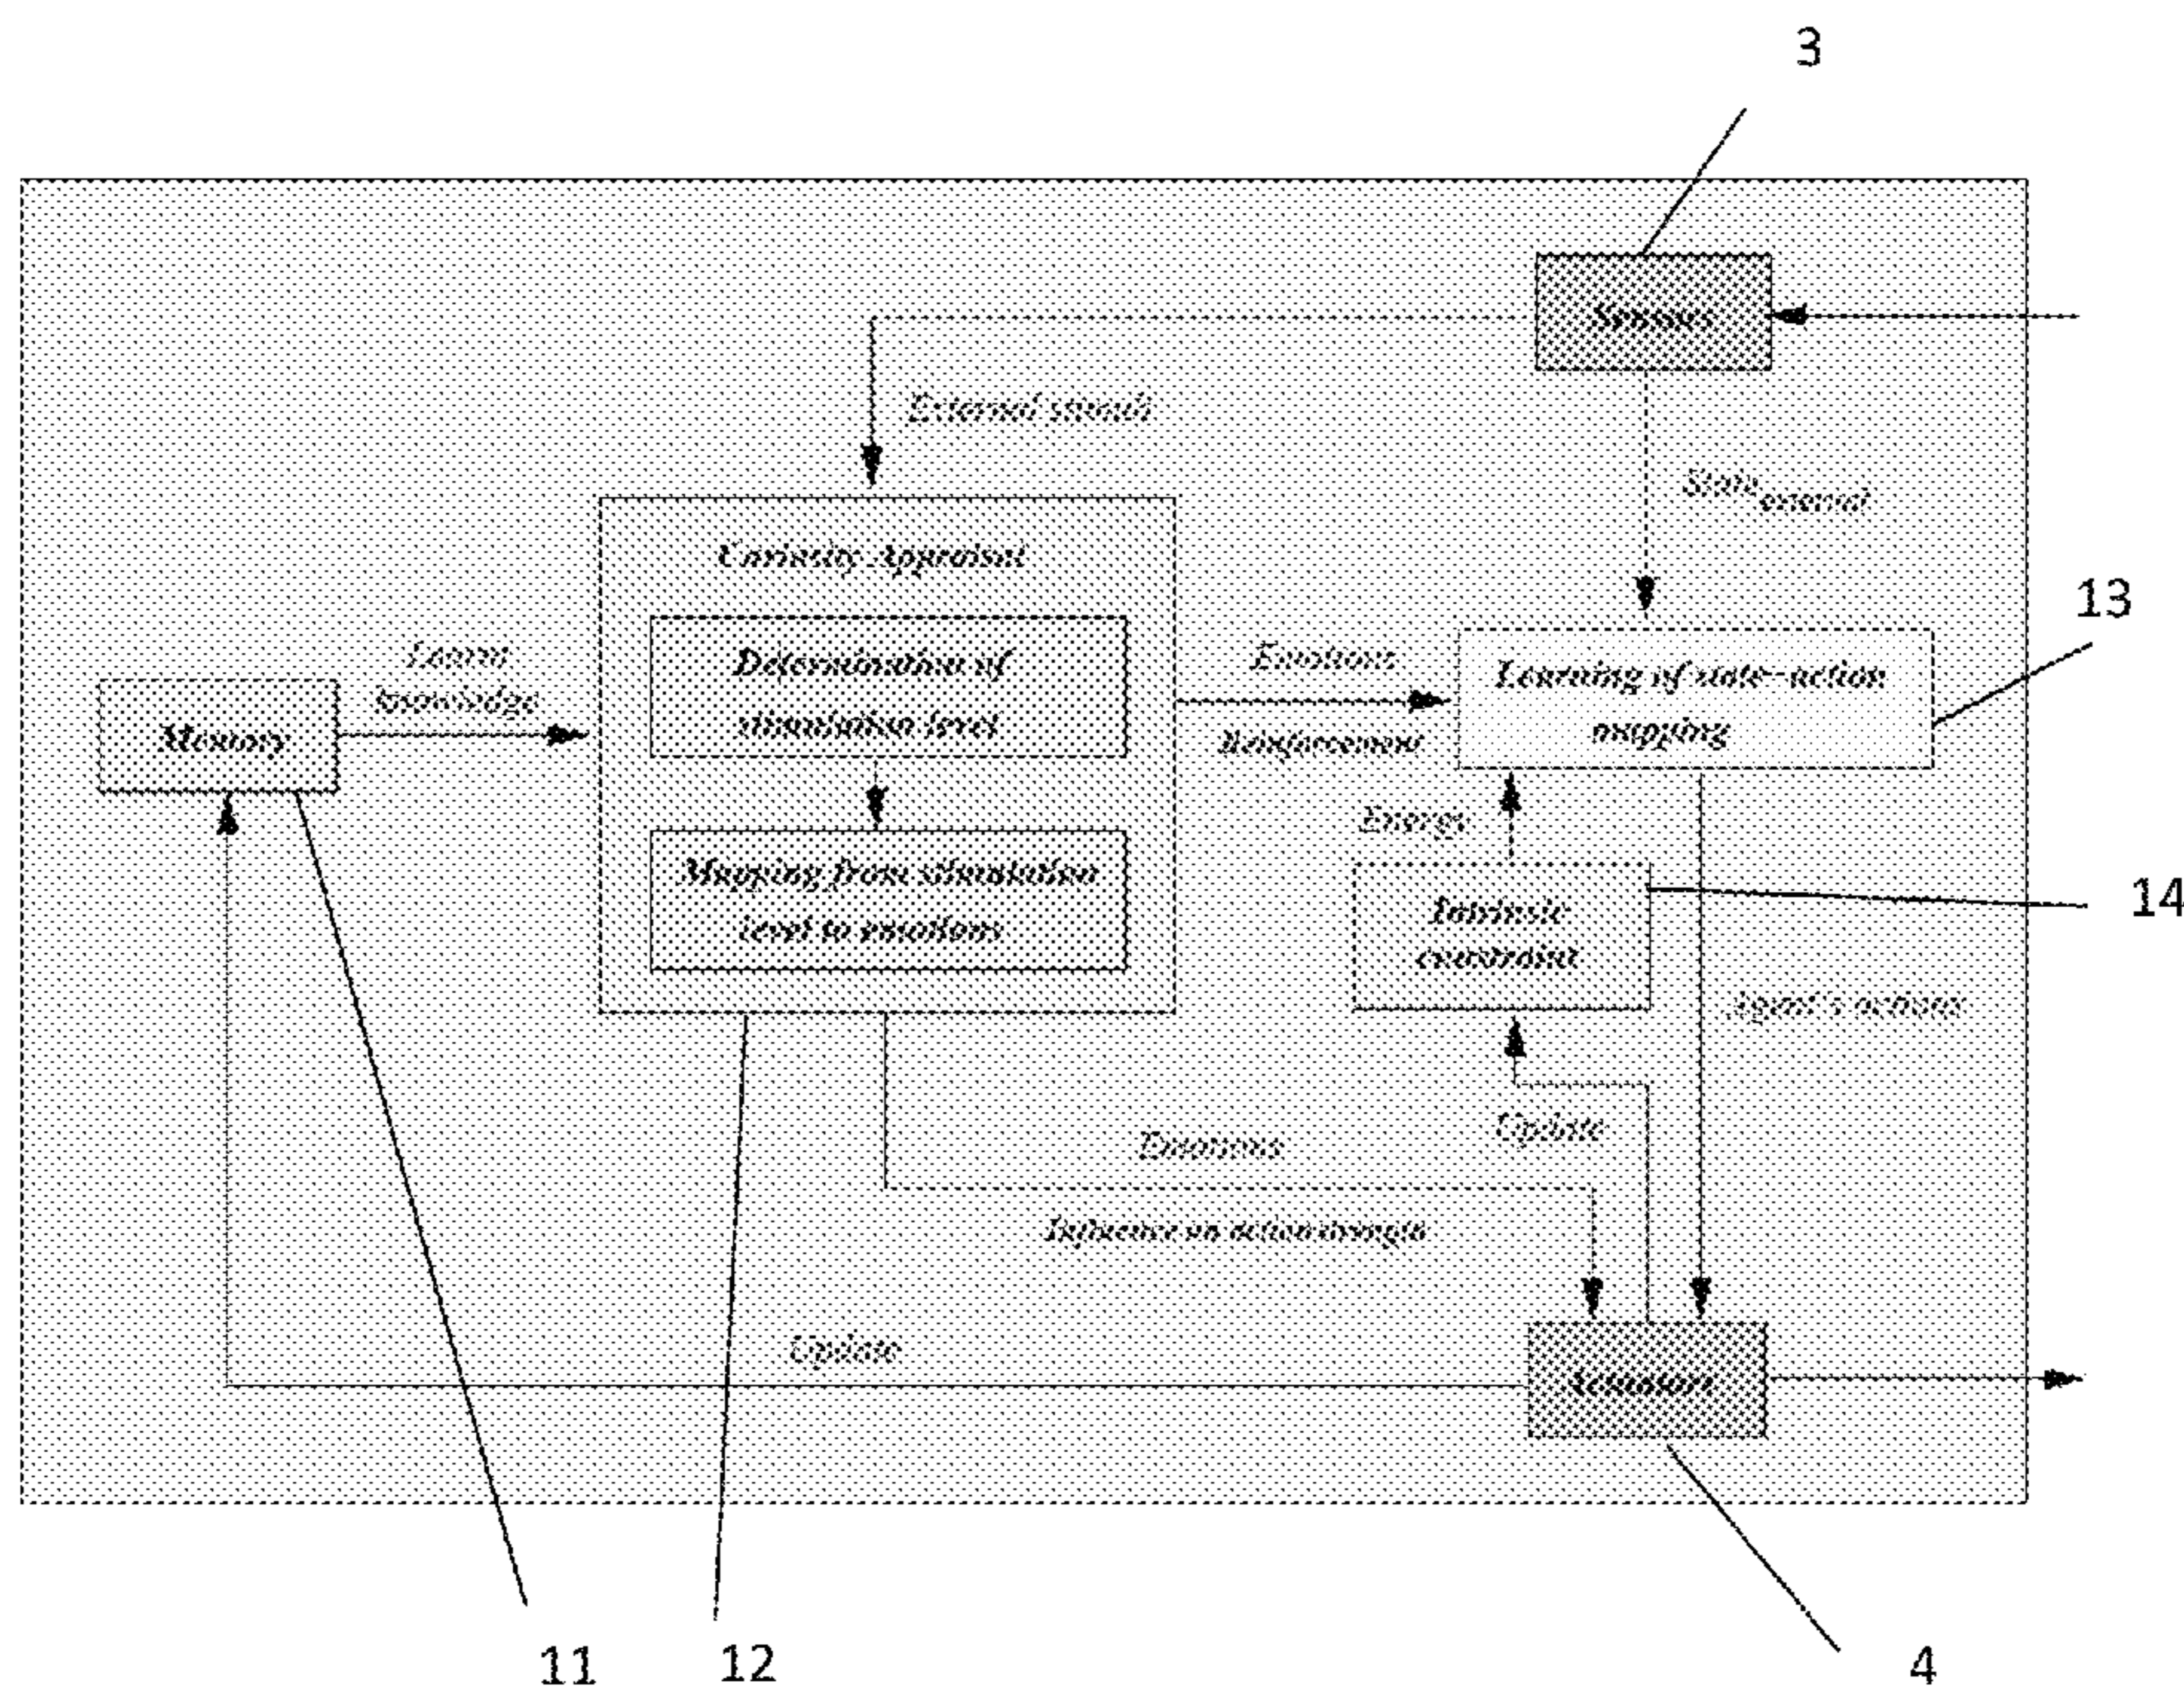 3
Sensors
External stimuli
State external
Curiosity Appraisal
13
Determination of
stimulation level
Learnt
knowledge
Emotions
Reinforcement
Learning of state-action
mapping
Memory
Energy
Mapping from stimulation
level to emotions
14
Intrinsic
constraint
Agent's actions
Update
Emotions
Influence on action strength
Update
Actuators
11
12
4